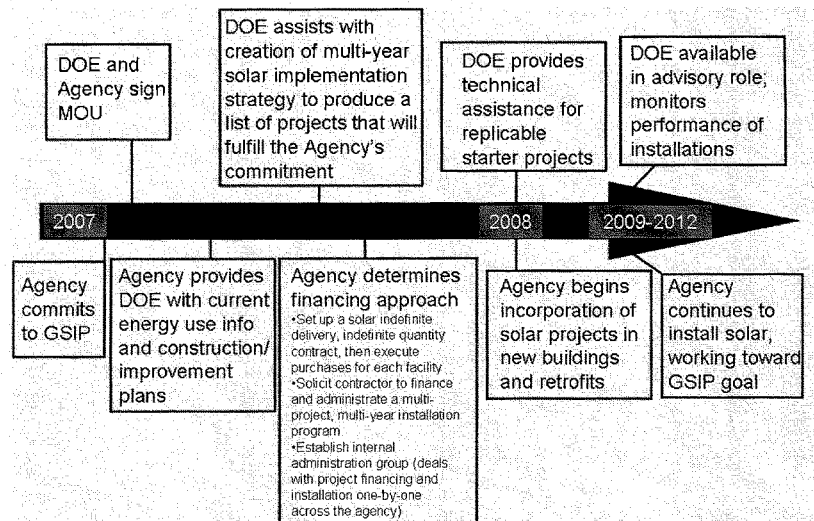 DOE and
Agency sign
MOU
DOE assists with
creation of multi-year
solar implementation
strategy to produce a
list of projects that will
fulfill the Agency's
commitment
DOE provides
technical
assistance for
replicable
starter projects
DOE available
in advisory role;
monitors
performance of
installations
2007
2008
2009-2012
Agency
commits
to GSIP
Agency provides
DOE with current
energy use info
and construction/
improvement
plans
Agency determines
financing approach
•Set up a solar indefinite
delivery, indefinite quantity
contract, then execute
purchases for each facility
•Solicit contractor to finance
and administrate a multi-
project, multi-year installation
program
•Establish internal
administration group (deals
with project financing and
installation one-by-one
across the agency)
Agency begins
incorporation of
solar projects in
new buildings
and retrofits
Agency
continues to
install solar,
working toward
GSIP goal